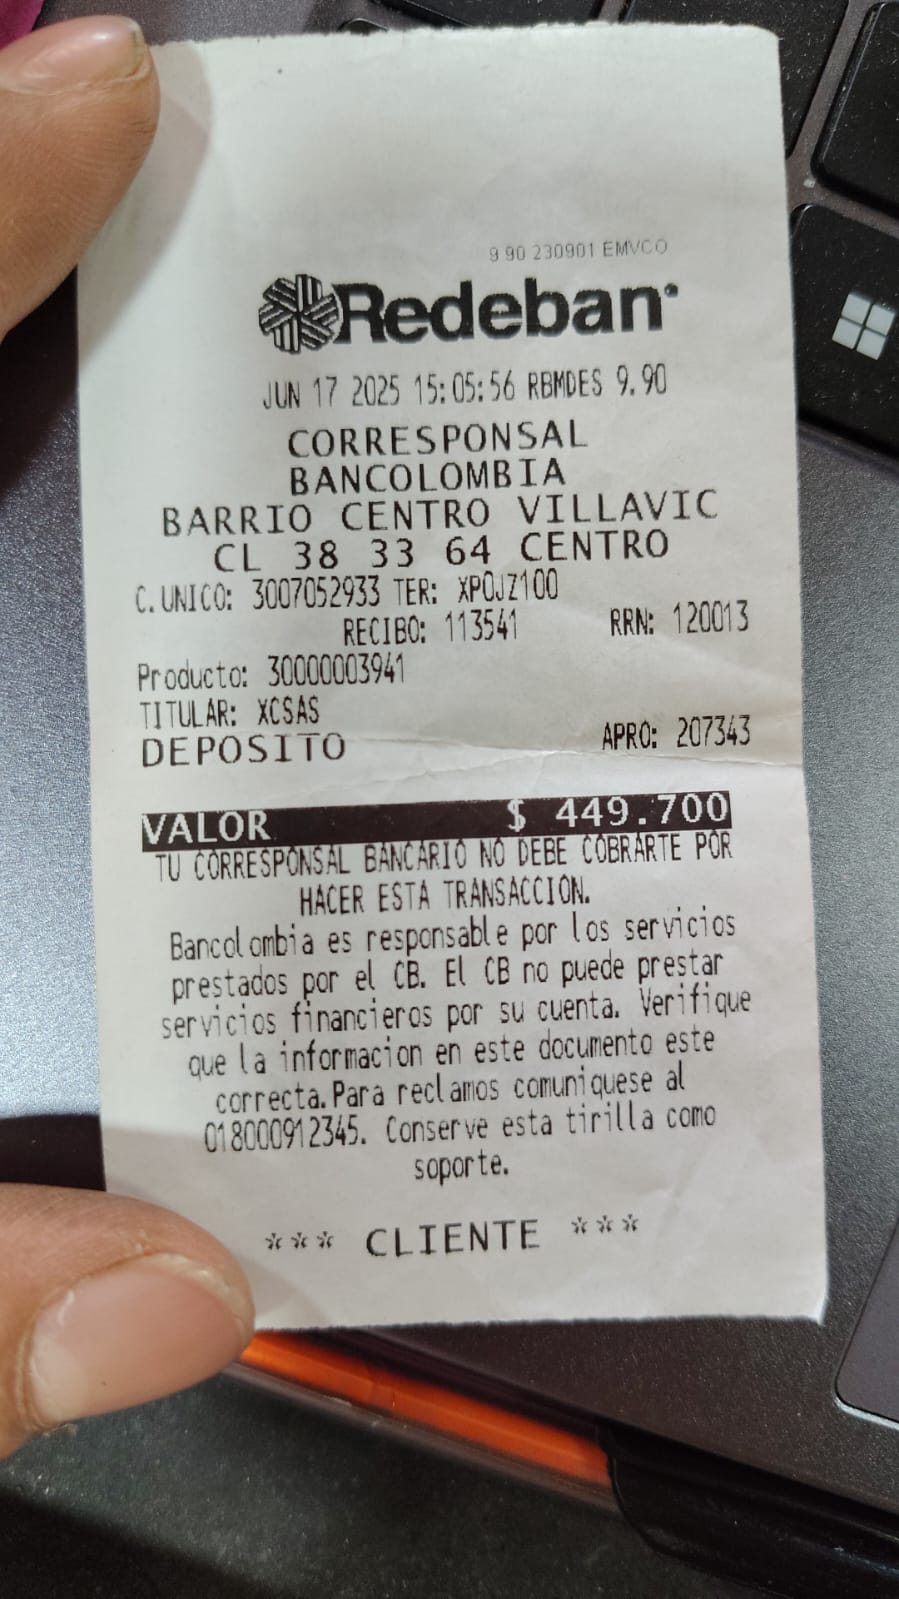 9 90 230901 EMVCO
Redeban
JUN 17 2025 15:05:56 RBMDES 9.90
CORRESPONSAL
BANCOLOMBIA
BARRIO CENTRO VILLAVIC
CL 38 33 64 CENTRO
C.UNICO: 3007052933 TER: XPOJZ100
RECIBO: 113541 RRN: 120013
Producto: 30000003941
TITULAR: XCSAS
DEPOSITO APRO: 207343
VALOR $ 449.700
TU CORRESPONSAL BANCARIO NO DEBE COBRARTE POR
HACER ESTA TRANSACCION.
Bancolombia es responsable por los servicios
prestados por el CB. El CB no puede prestar
servicios financieros por su cuenta. Verifique
que la informacion en este documento este
correcta.Para reclamos comuniquese al
018000912345. Conserve esta tirilla como
soporte.
*** CLIENTE ***